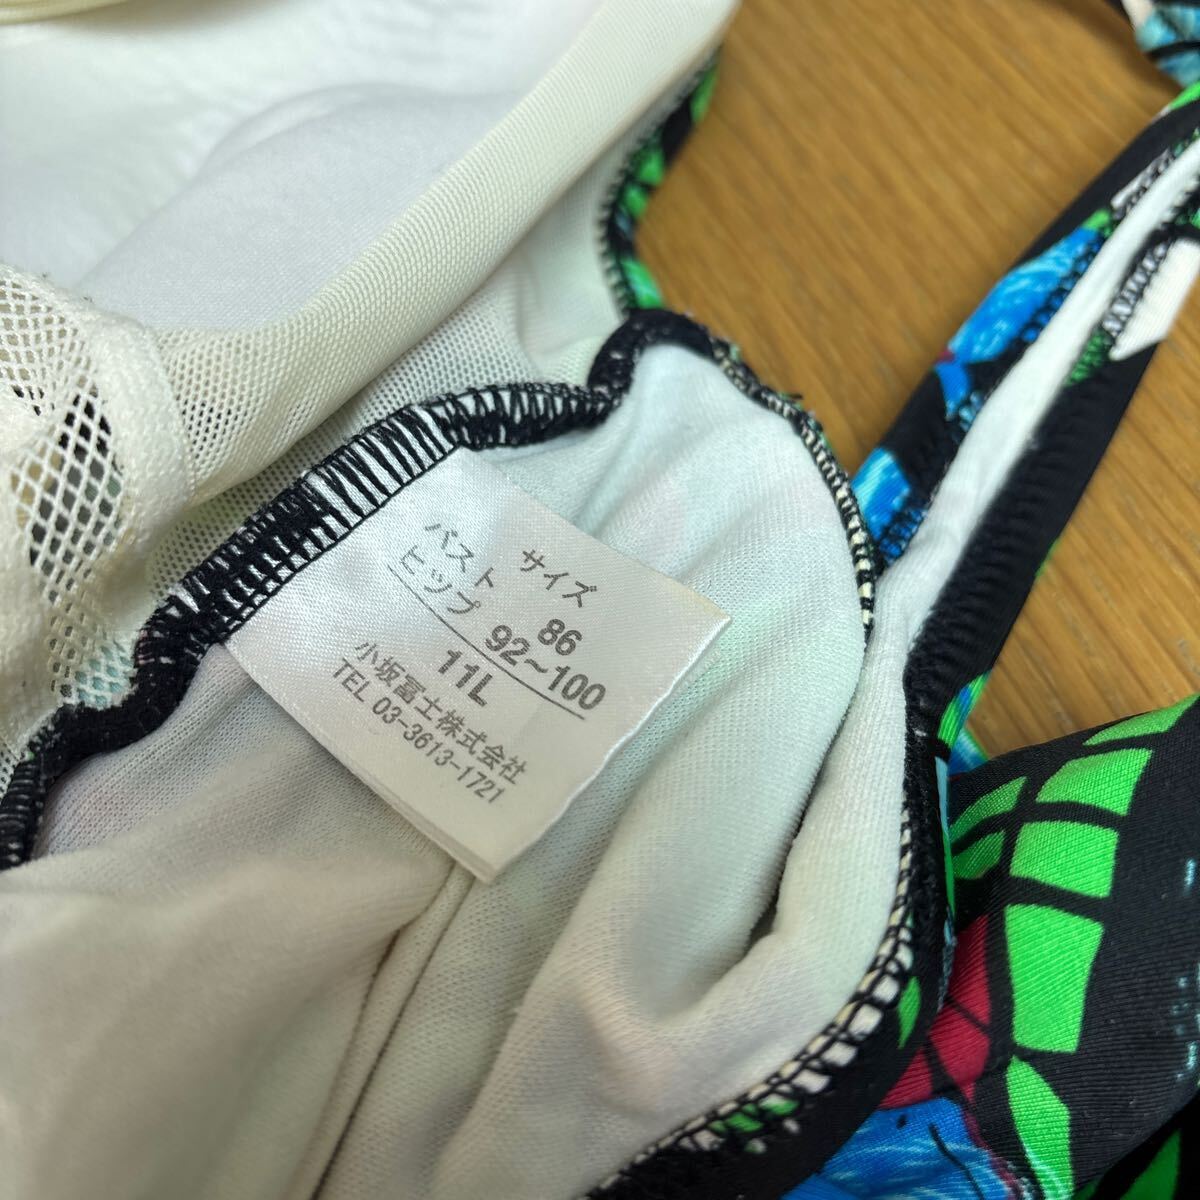 サイズ
バスト 86
ヒップ 92~100
11L
小坂冨士株式会社
TEL 03-3613-1721